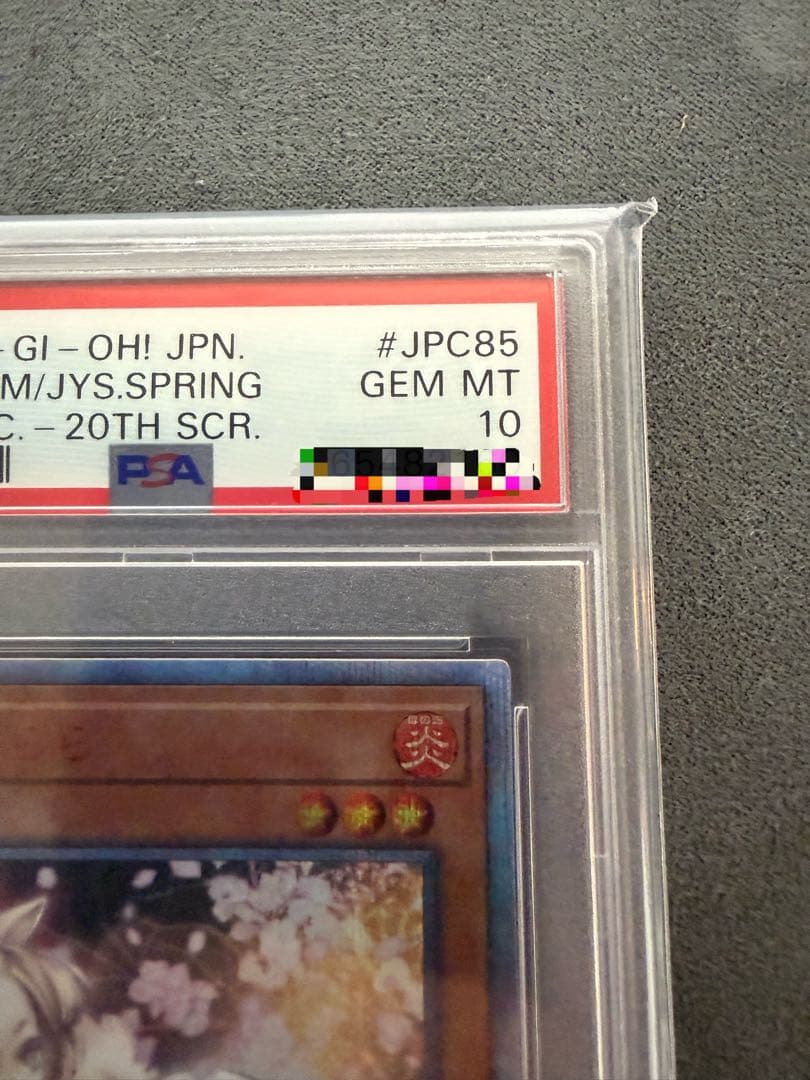 -GI-OH! JPN. #JPC85
M/JYS.SPRING GEM MT
C.-20TH SCR. 10
PSA
炎